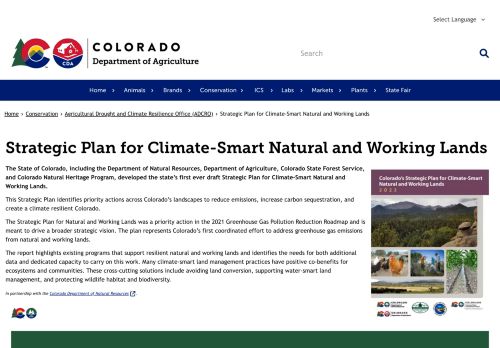 Select Language
COLORADO
Department of Agriculture
CO
CDA
Search
Home
Animals
Brands
Conservation
ICS
Labs
Markets
Plants
State Fair
Home › Conservation › Agricultural Drought and Climate Resilience Office (ADCRO) › Strategic Plan for Climate-Smart Natural and Working Lands
Strategic Plan for Climate-Smart Natural and Working Lands
The State of Colorado, including the Department of Natural Resources, Department of Agriculture, Colorado State Forest Service,
and Colorado Natural Heritage Program, developed the state's first ever draft Strategic Plan for Climate-Smart Natural and
Working Lands.
This Strategic Plan identifies priority actions across Colorado's landscapes to reduce emissions, increase carbon sequestration, and
create a climate resilient Colorado.
The Strategic Plan for Natural and Working Lands was a priority action in the 2021 Greenhouse Gas Pollution Reduction Roadmap and is
meant to drive a broader strategic vision. The plan represents Colorado's first coordinated effort to address greenhouse gas emissions
from natural and working lands.
The report highlights existing programs that support resilient natural and working lands and identifies the needs for both additional
data and dedicated capacity to carry on this work. Many climate-smart land management practices have positive co-benefits for
ecosystems and communities. These cross-cutting solutions include avoiding land conversion, supporting water-smart land
management, and protecting wildlife habitat and biodiversity.
In partnership with the Colorado Department of Natural Resources.
Colorado's Strategic Plan for Climate-Smart
Natural and Working Lands
2023